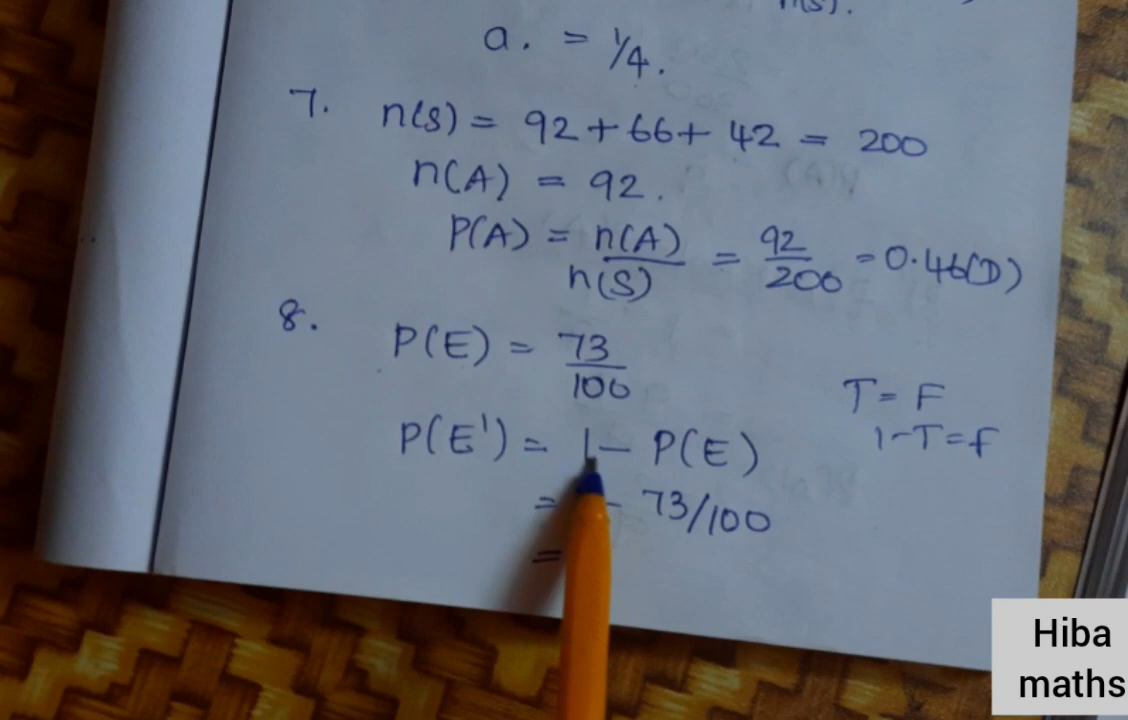 n(S).
a. = 1/4.
7. n(S) = 92 + 66 + 42 = 200
n(A) = 92.
P(A) = n(A)/n(S) = 92/200 = 0.46(D)
8. P(E) = 73/100
T = F
P(E') = 1 - P(E)
1-T=f
= - 73/100
=
Hiba
maths